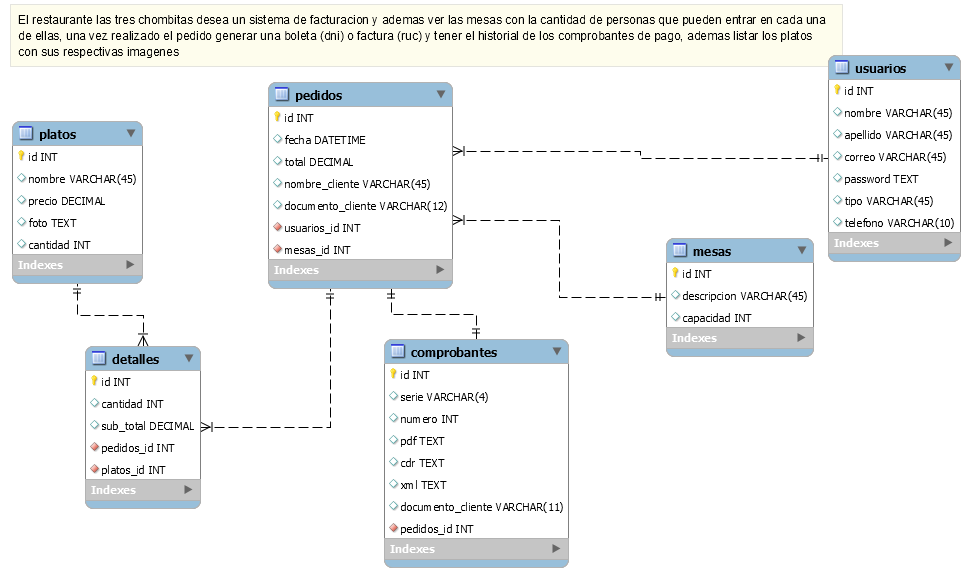 El restaurante las tres chombitas desea un sistema de facturacion y ademas ver las mesas con la cantidad de personas que pueden entrar en cada una
de ellas, una vez realizado el pedido generar una boleta (dni) o factura (ruc) y tener el historial de los comprobantes de pago, ademas listar los platos
con sus respectivas imagenes
usuarios
id INT
nombre VARCHAR(45)
apellido VARCHAR(45)
correo VARCHAR(45)
password TEXT
tipo VARCHAR(45)
telefono VARCHAR(10)
Indexes
pedidos
id INT
fecha DATETIME
total DECIMAL
nombre_cliente VARCHAR(45)
documento_cliente VARCHAR(12)
usuarios_id INT
mesas_id INT
Indexes
platos
id INT
nombre VARCHAR(45)
precio DECIMAL
foto TEXT
cantidad INT
Indexes
mesas
id INT
descripcion VARCHAR(45)
capacidad INT
Indexes
detalles
id INT
cantidad INT
sub_total DECIMAL
pedidos_id INT
platos_id INT
Indexes
comprobantes
id INT
serie VARCHAR(4)
numero INT
pdf TEXT
cdr TEXT
xml TEXT
documento_cliente VARCHAR(11)
pedidos_id INT
Indexes